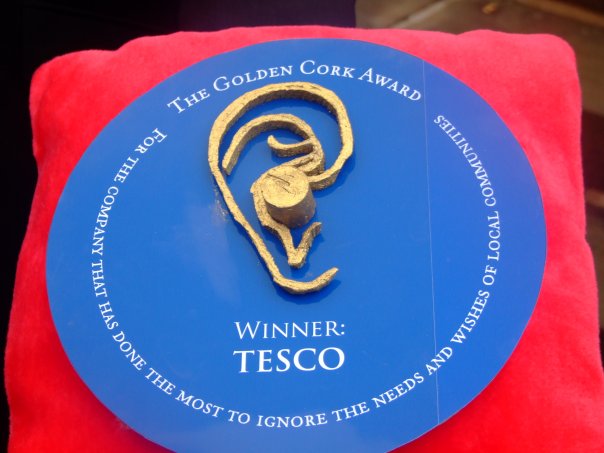 The Golden Cork Award
For the company that has done the most to ignore the needs and wishes of local communities
Winner:
TESCO